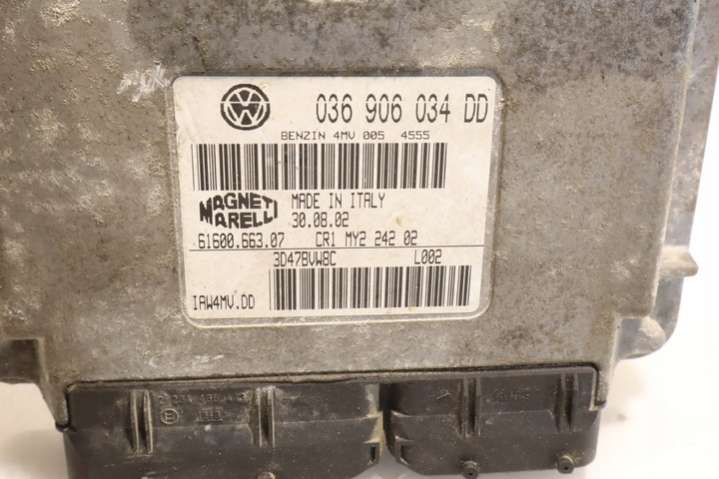 036 906 034 DD
BENZIN 4MV 005 4555
MAGNETI MARELLI
MADE IN ITALY
30.08.02
61600.663.07 CR1 MY2 242 02
3D47BVW8C L002
IAW4MV.DD